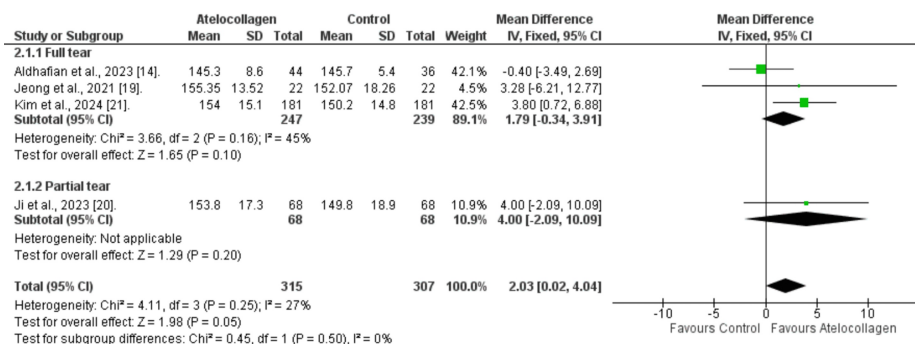 Atelocollagen Control Mean Difference Mean Difference
Study or Subgroup Mean SD Total Mean SD Total Weight IV, Fixed, 95% CI IV, Fixed, 95% CI
2.1.1 Full tear
Aldhafian et al., 2023 [14]. 145.3 8.6 44 145.7 5.4 36 42.1% -0.40 [-3.49, 2.69]
Jeong et al., 2021 [19]. 155.35 13.52 22 152.07 18.26 22 4.4% 3.28 [-6.21, 12.77]
Kim et al., 2024 [21]. 154 15.1 181 150.2 14.8 181 42.5% 3.80 [0.72, 6.88]
Subtotal (95% CI) 247 239 89.1% 1.79 [-0.34, 3.91]
Heterogeneity: Chi² = 3.66, df = 2 (P = 0.16); I² = 45%
Test for overall effect: Z = 1.65 (P = 0.10)
2.1.2 Partial tear
Ji et al., 2023 [20]. 153.8 17.3 68 149.8 18.9 68 10.9% 4.00 [-2.09, 10.09]
Subtotal (95% CI) 68 68 10.9% 4.00 [-2.09, 10.09]
Heterogeneity: Not applicable
Test for overall effect: Z = 1.29 (P = 0.20)
Total (95% CI) 315 307 100.0% 2.03 [0.02, 4.04]
Heterogeneity: Chi² = 4.11, df = 3 (P = 0.25); I² = 27%
Test for overall effect: Z = 1.98 (P = 0.05)
Test for subgroup differences: Chi² = 0.45, df = 1 (P = 0.50), I² = 0%
-10 -5 0 5 10
Favours Control Favours Atelocollagen